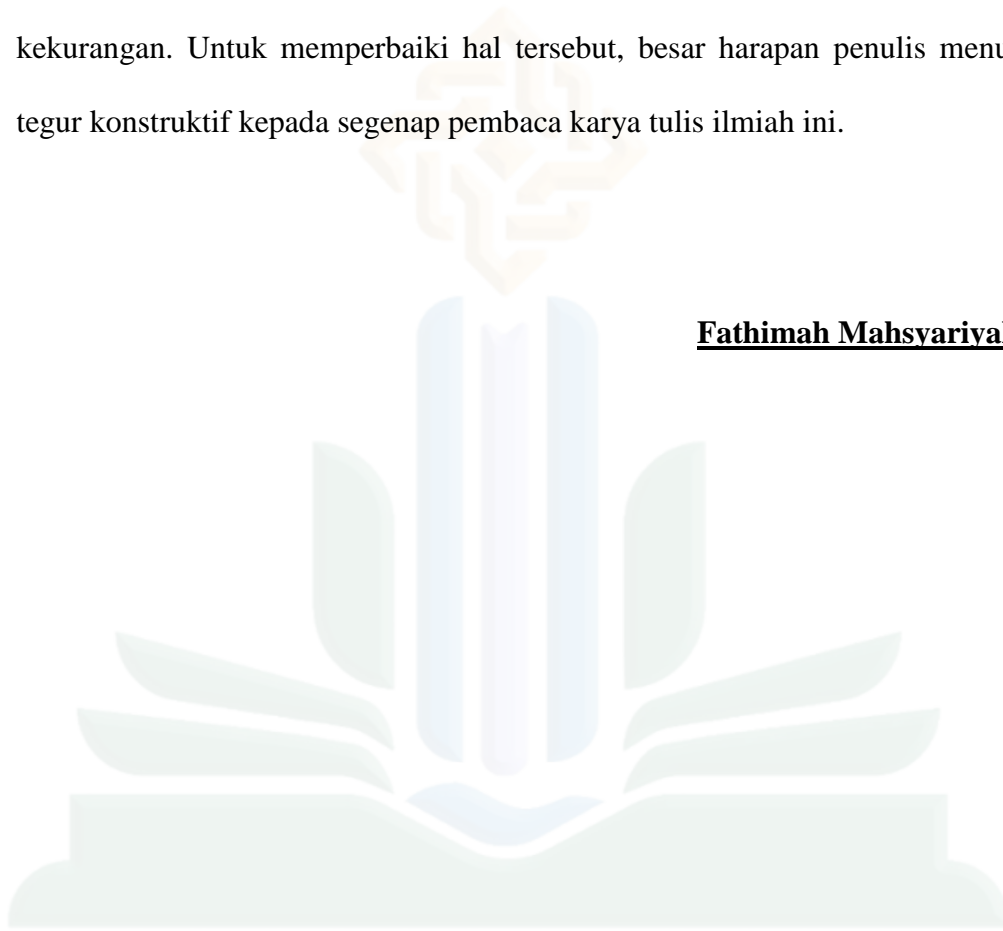 kekurangan. Untuk memperbaiki hal tersebut, besar harapan penulis menu
tegur konstruktif kepada segenap pembaca karya tulis ilmiah ini.
Fathimah Mahsyariya